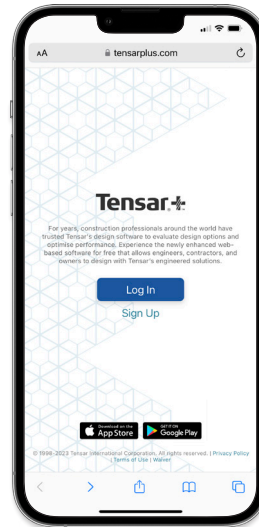 AA tensarplus.com
Tensar+
For years, construction professionals around the world have
trusted Tensar's design software to evaluate design options and
optimise performance. Experience the newly enhanced web-
based software for free that allows engineers, contractors, and
owners to design with Tensar's engineered solutions.
Log In
Sign Up
Download on the
App Store
GET IT ON
Google Play
© 1996-2023 Tensar International Corporation, All rights reserved. | Privacy Policy
| Terms of Use | Waiver